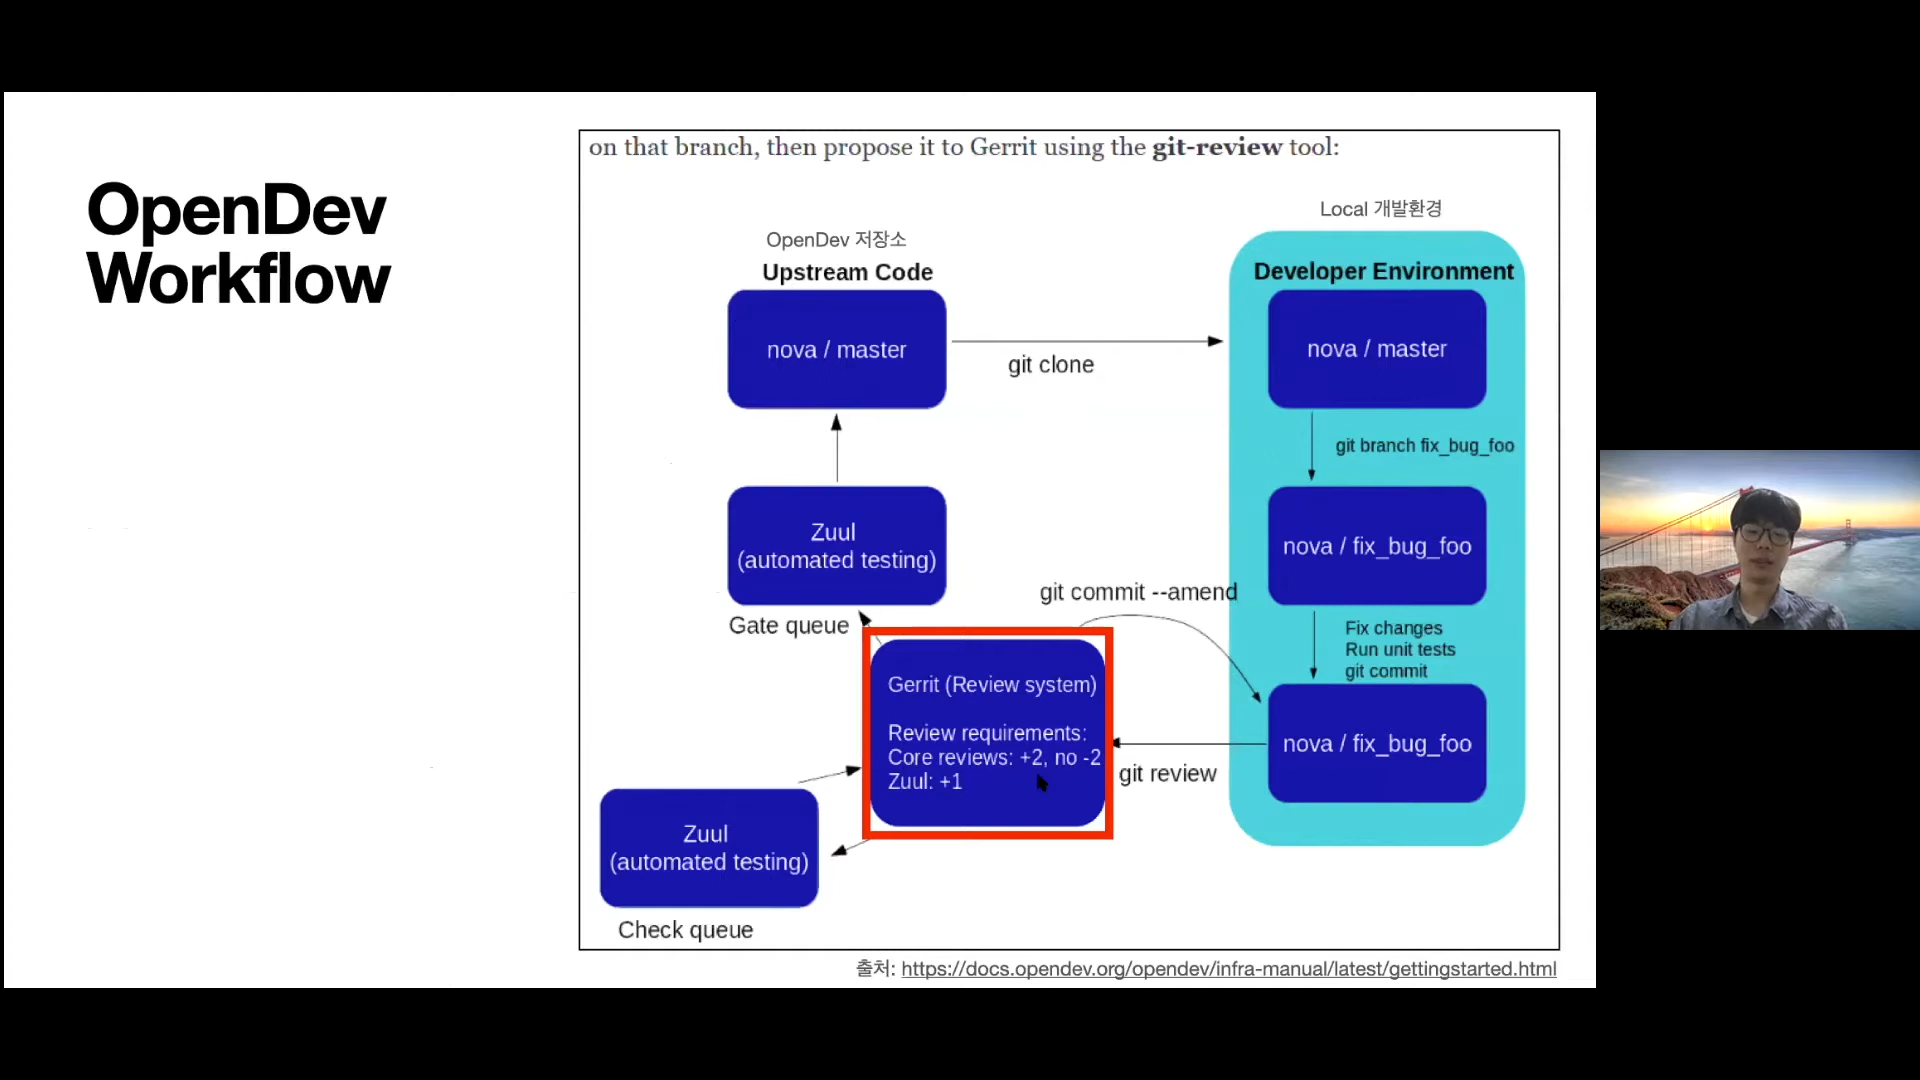 OpenDev
Workflow
on that branch, then propose it to Gerrit using the git-review tool:
Local 개발환경
OpenDev 저장소
Upstream Code
Developer Environment
nova / master
git clone
nova / master
git branch fix_bug_foo
Zuul
(automated testing)
Gate queue
nova / fix_bug_foo
git commit --amend
Fix changes
Run unit tests
git commit
Gerrit (Review system)
Review requirements:
Core reviews: +2, no -2
Zuul: +1
git review
nova / fix_bug_foo
Zuul
(automated testing)
Check queue
출처: https://docs.opendev.org/opendev/infra-manual/latest/gettingstarted.html